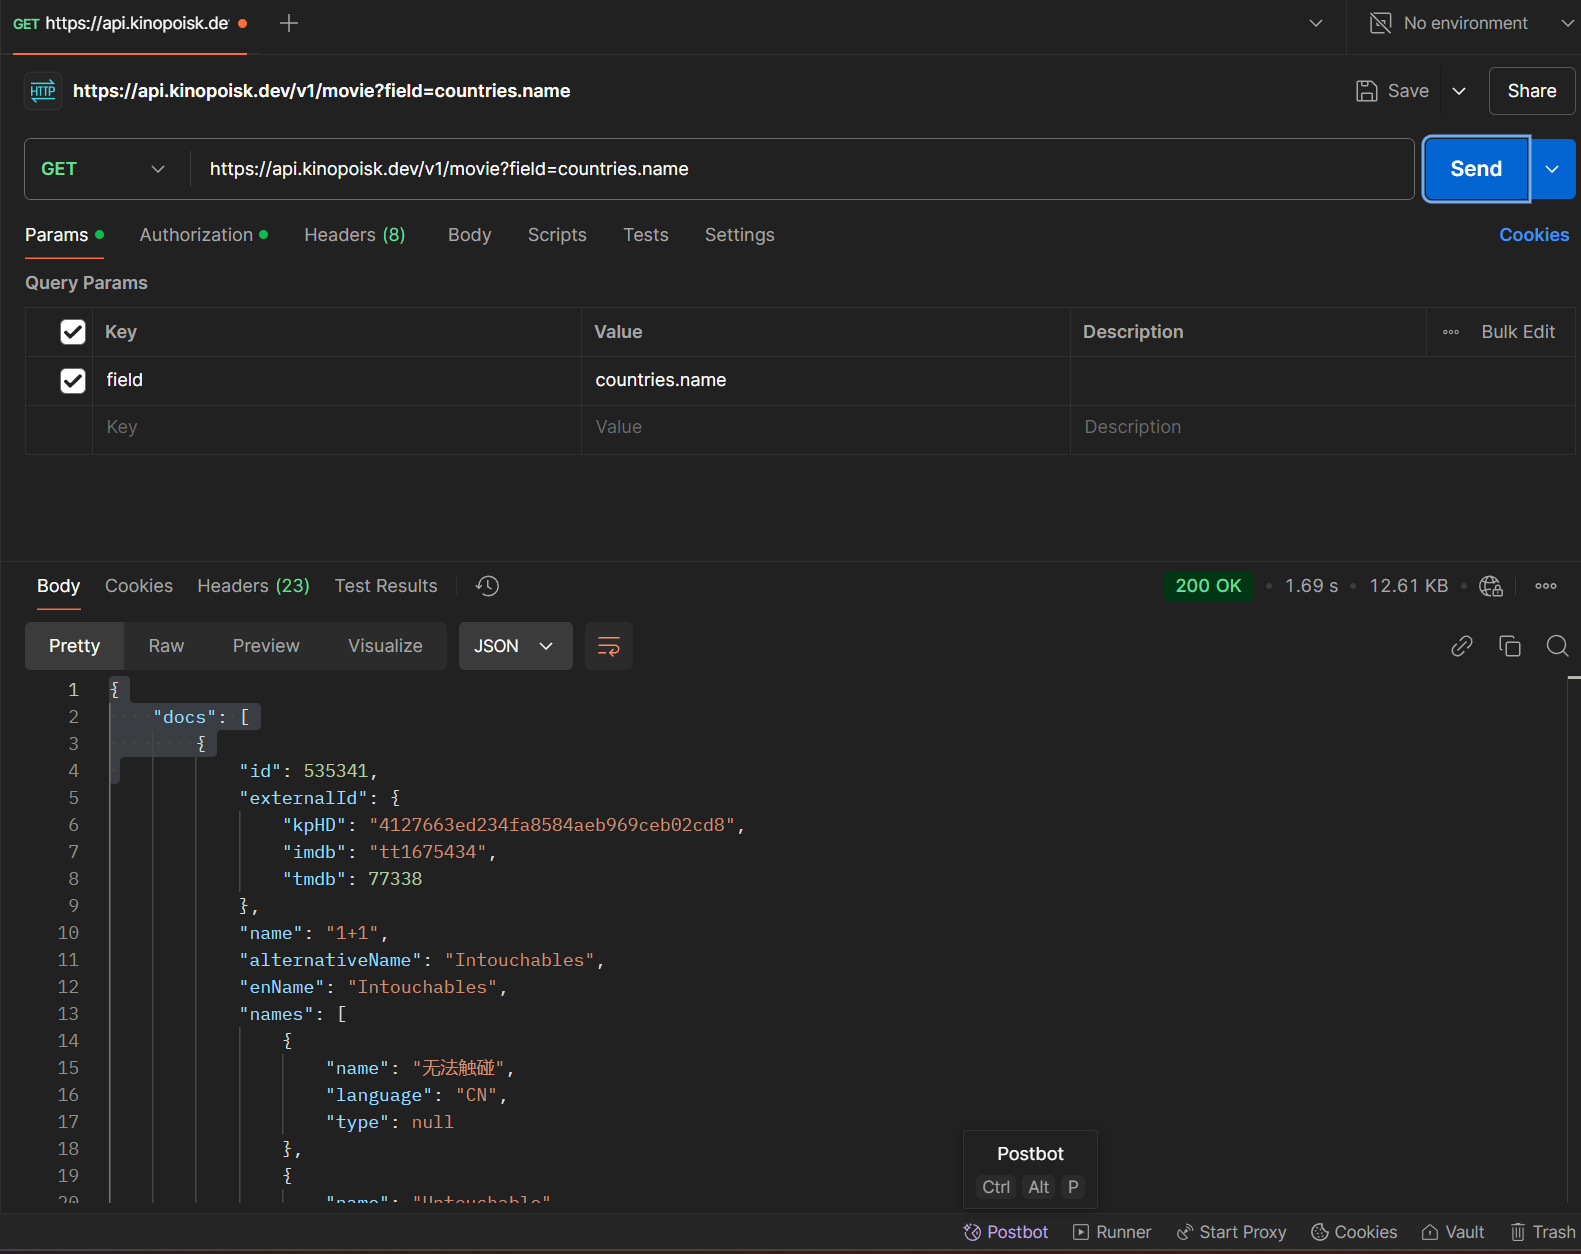 GET https://api.kinopoisk.de
No environment
HTTP https://api.kinopoisk.dev/v1/movie?field=countries.name
Save
Share
GET
https://api.kinopoisk.dev/v1/movie?field=countries.name
Send
Params
Authorization
Headers (8)
Body
Scripts
Tests
Settings
Cookies
Query Params
Key
Value
Description
Bulk Edit
field
countries.name
Key
Value
Description
Body
Cookies
Headers (23)
Test Results
200 OK
1.69 s
12.61 KB
Pretty
Raw
Preview
Visualize
JSON
1 {
2 "docs": [
3 {
4 "id": 535341,
5 "externalId": {
6 "kpHD": "4127663ed234fa8584aeb969ceb02cd8",
7 "imdb": "tt1675434",
8 "tmdb": 77338
9 },
10 "name": "1+1",
11 "alternativeName": "Intouchables",
12 "enName": "Intouchables",
13 "names": [
14 {
15 "name": "无法触碰",
16 "language": "CN",
17 "type": null
18 },
19 {
20 "name": "Untouchable"
Postbot
Ctrl Alt P
Postbot
Runner
Start Proxy
Cookies
Vault
Trash